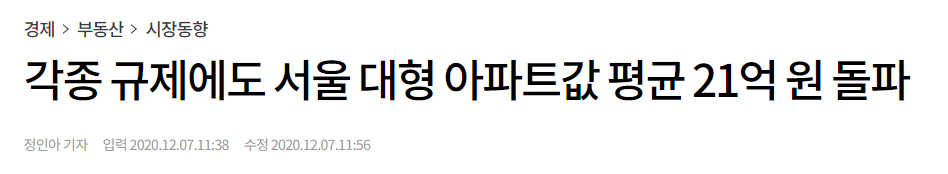 경제 > 부동산 > 시장동향
각종 규제에도 서울 대형 아파트값 평균 21억 원 돌파
정인아 기자 입력 2020.12.07.11:38 수정 2020.12.07.11:56